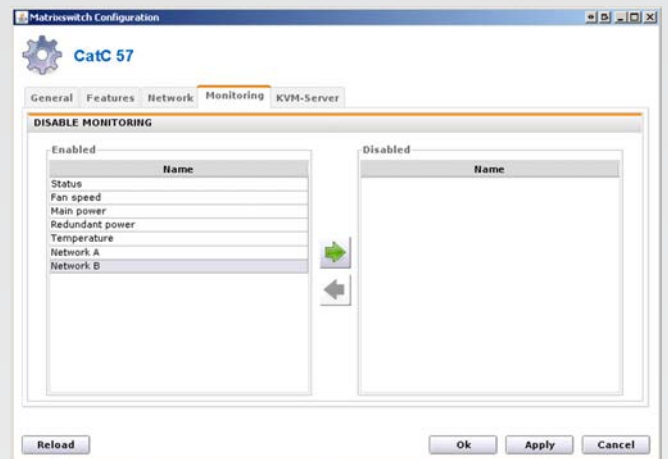 Matrixswitch Configuration
CatC 57
General Features Network Monitoring KVM-Server
DISABLE MONITORING
Enabled
Name
Status
Fan speed
Main power
Redundant power
Temperature
Network A
Network B
Disabled
Name
Reload Ok Apply Cancel